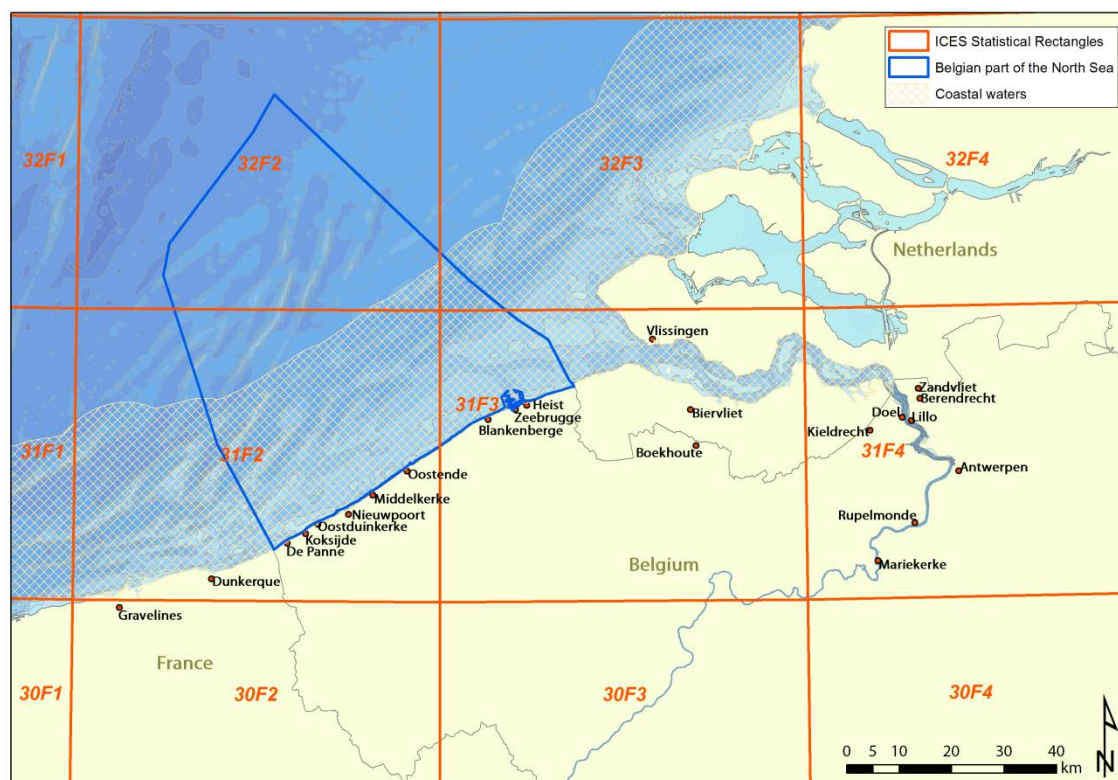 ICES Statistical Rectangles
Belgian part of the North Sea
Coastal waters
32F1
32F2
32F3
32F4
Netherlands
Vlissingen
Zandvliet
Berendrecht
31F3
Heist
Zeebrugge
Blankenberge
Biervliet
Doel
Lillo
Kieldrecht
31F1
31F2
Boekhoute
31F4
Oostende
Antwerpen
Middelkerke
Nieuwpoort
Oostduinkerke
Koksijde
De Panne
Rupelmonde
Belgium
Mariekerke
Dunkerque
Gravelines
France
30F1
30F2
30F3
30F4
N
0 5 10 20 30 40
km